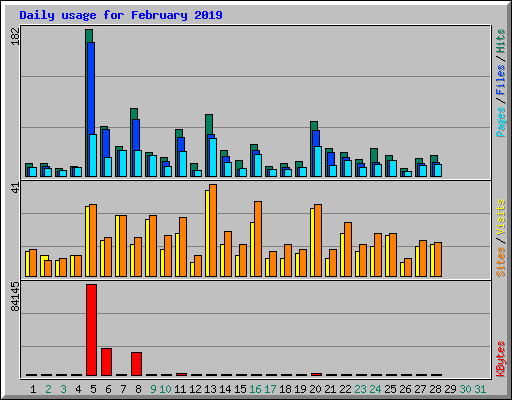 Daily usage for February 2019
182
Pages / Files / Hits
41
Sites / Visits
84145
KBytes
1 2 3 4 5 6 7 8 9 10 11 12 13 14 15 16 17 18 19 20 21 22 23 24 25 26 27 28 29 30 31